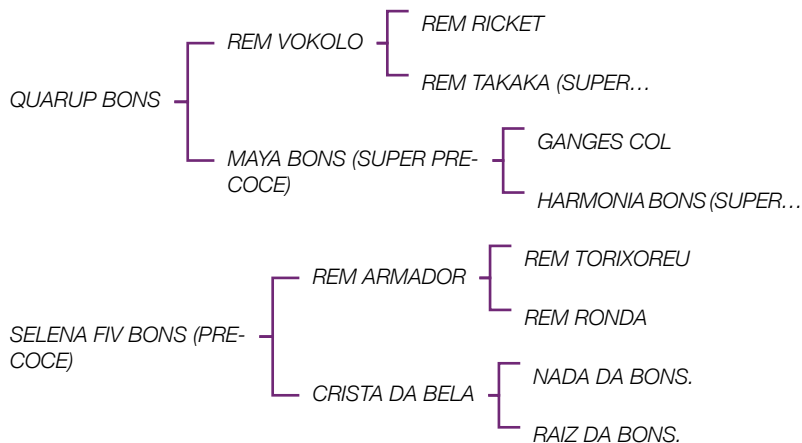 REM RICKET
REM VOKOLO
REM TAKAKA (SUPER…
QUARUP BONS
GANGES COL
MAYA BONS (SUPER PRE-
COCE)
HARMONIA BONS (SUPER…
REM TORIXOREU
REM ARMADOR
REM RONDA
SELENA FIV BONS (PRE-
COCE)
NADA DA BONS.
CRISTA DA BELA
RAIZ DA BONS.